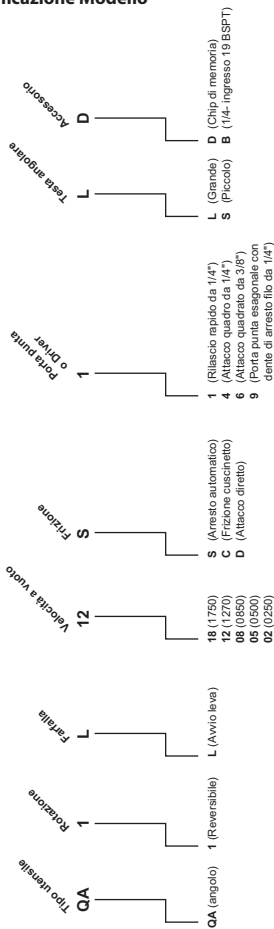 ficazione Modello
Tipo utensile
QA
QA (angolo)
Rotazione
1
1 (Reversibile)
Farfalla
L
L (Avvio leva)
Velocità a vuoto
12
18 (1750)
12 (1270)
08 (0850)
05 (0500)
02 (0250)
Frizione
S
S (Arresto automatico)
C (Frizione cuscinetto)
D (Attacco diretto)
Porta punta
o Driver
1
1 (Rilascio rapido da 1/4")
4 (Attacco quadro da 1/4")
6 (Attacco quadrato da 3/8")
9 (Porta punta esagonale con
dente di arresto filo da 1/4")
Testa angolare
L
L (Grande)
S (Piccolo)
Accessorio
D
D (Chip di memoria)
B (1/4- ingresso 19 BSPT)